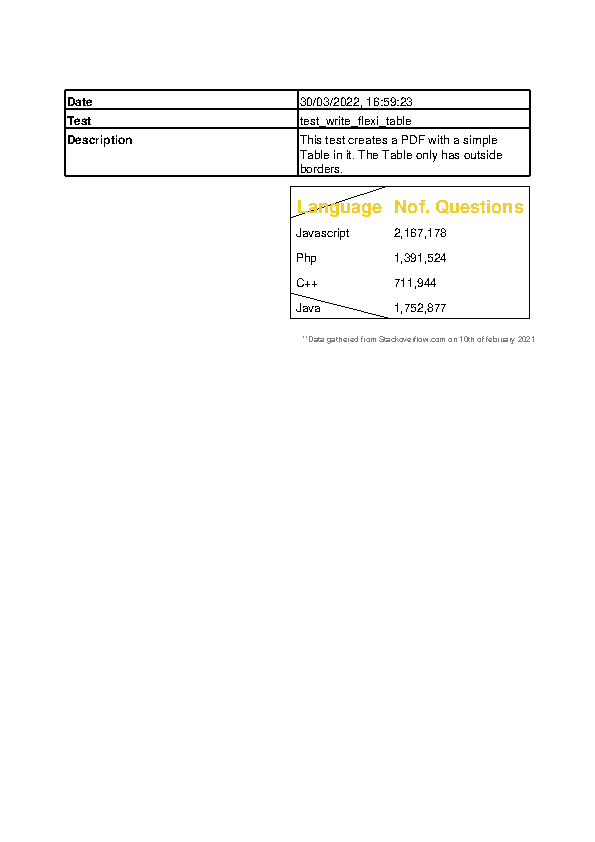 Date 30/03/2022, 16:59:23
Test test_write_flexi_table
Description This test creates a PDF with a simple
Table in it. The Table only has outside
borders.
Language Nof. Questions
Javascript 2,167,178
Php 1,391,524
C++ 711,944
Java 1,752,877
**Data gathered from Stackoverflow.com on 10th of february 2021